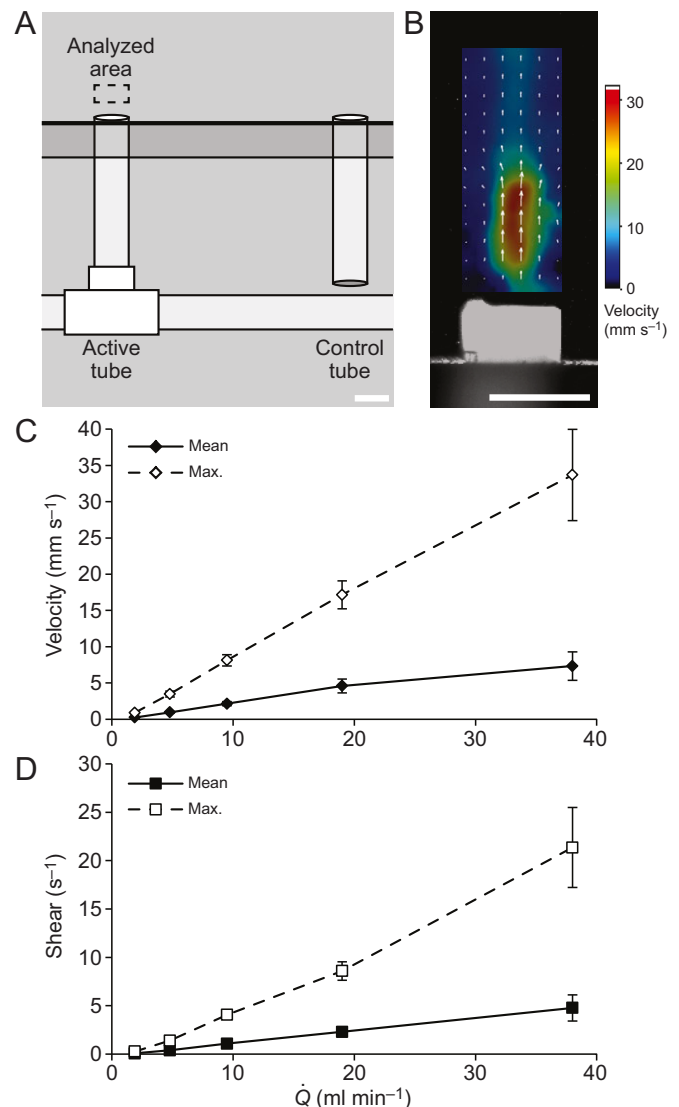 A
Analyzed
area
Active
tube
Control
tube
B
30
20
10
0
Velocity
(mm s–1)
C
40
35
30
25
20
15
10
5
0
Velocity (mm s–1)
Mean
Max.
0 10 20 30 40
D
30
25
20
15
10
5
0
Shear (s–1)
Mean
Max.
0 10 20 30 40
Q̇ (ml min–1)